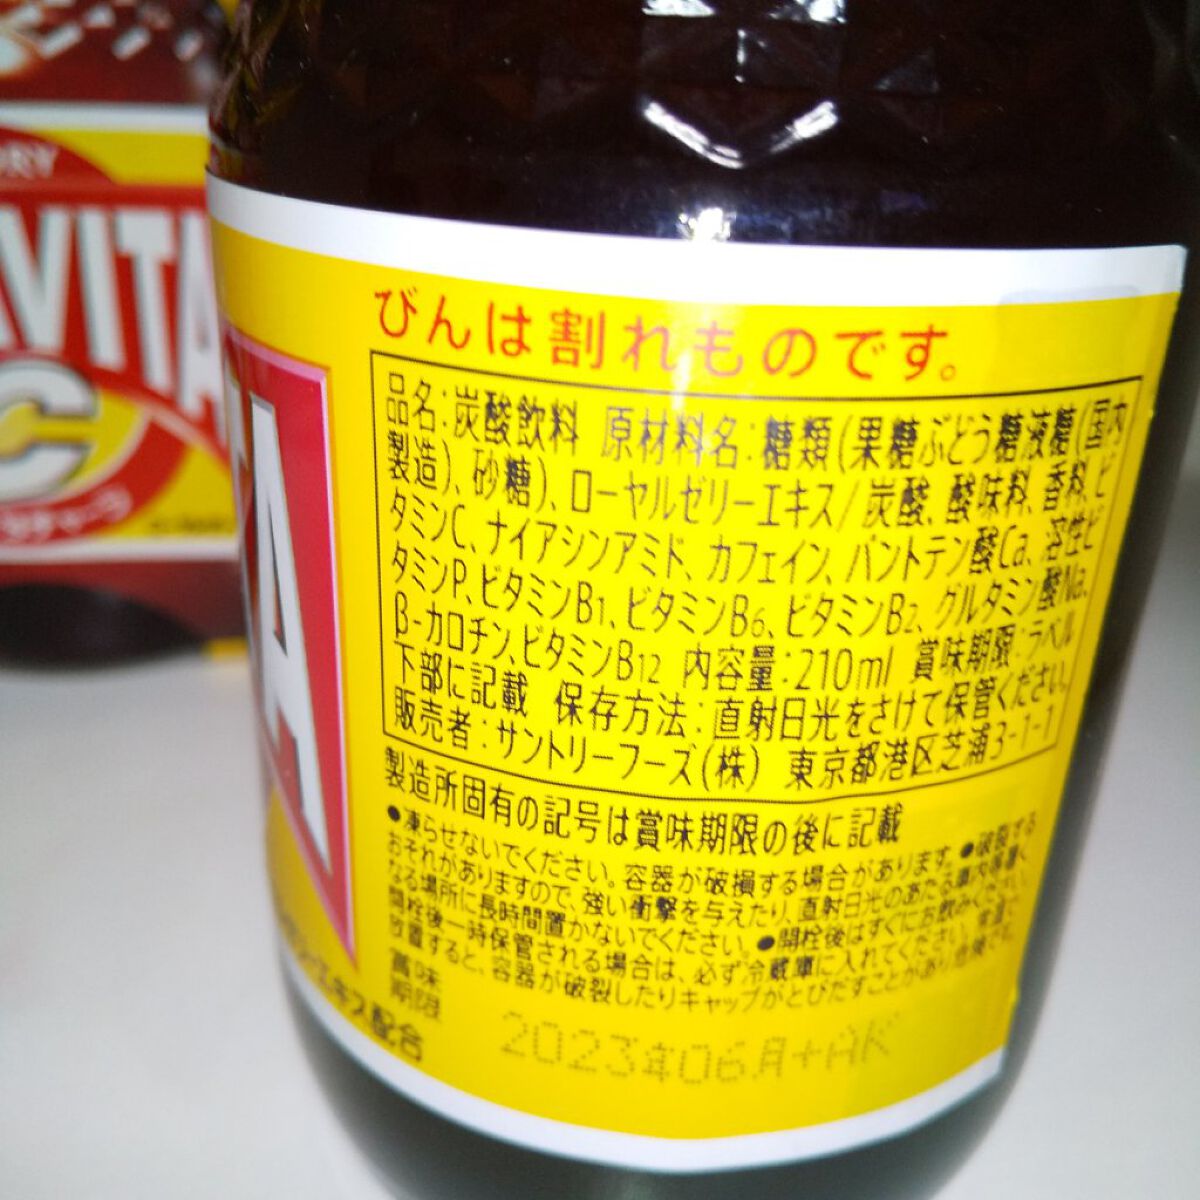 びんは割れものです。
品名:炭酸飲料 原材料名:糖類(果糖ぶどう糖液糖(国内
製造)、砂糖)、ローヤルゼリーエキス/炭酸、酸味料、香料、ビ
タミンC、ナイアシンアミド、カフェイン、パントテン酸Ca、溶性ビ
タミンP、ビタミンB1、ビタミンB6、ビタミンB2、グルタミン酸Na、
β-カロチン、ビタミンB12 内容量:210ml 賞味期限:ラベル
下部に記載 保存方法:直射日光をさけて保管ください。
販売者:サントリーフーズ(株) 東京都港区芝浦3-1-1
製造所固有の記号は賞味期限の後に記載
●凍らせないでください。容器が破損する場合があります。●破裂する
おそれがありますので、強い衝撃を与えたり、直射日光のあたる車内等暑く
なる場所に長時間置かないでください。●開栓後はすぐにお飲みください。
開栓後一時保管される場合は、必ず冷蔵庫に入れてください。常温で
放置すると、容器が破裂したりキャップがとびだすことがあり危険です。
賞味
期限
2023年06月+AK
エキス配合
TA
ORY
AVITA
C